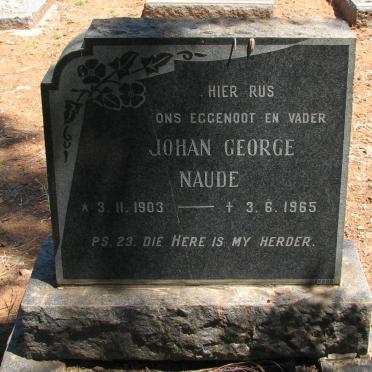 HIER RUS
ONS EGGENOOT EN VADER
JOHAN GEORGE
NAUDE
* 3.11.1903 — † 3.6.1965
PS. 23. DIE HERE IS MY HERDER.